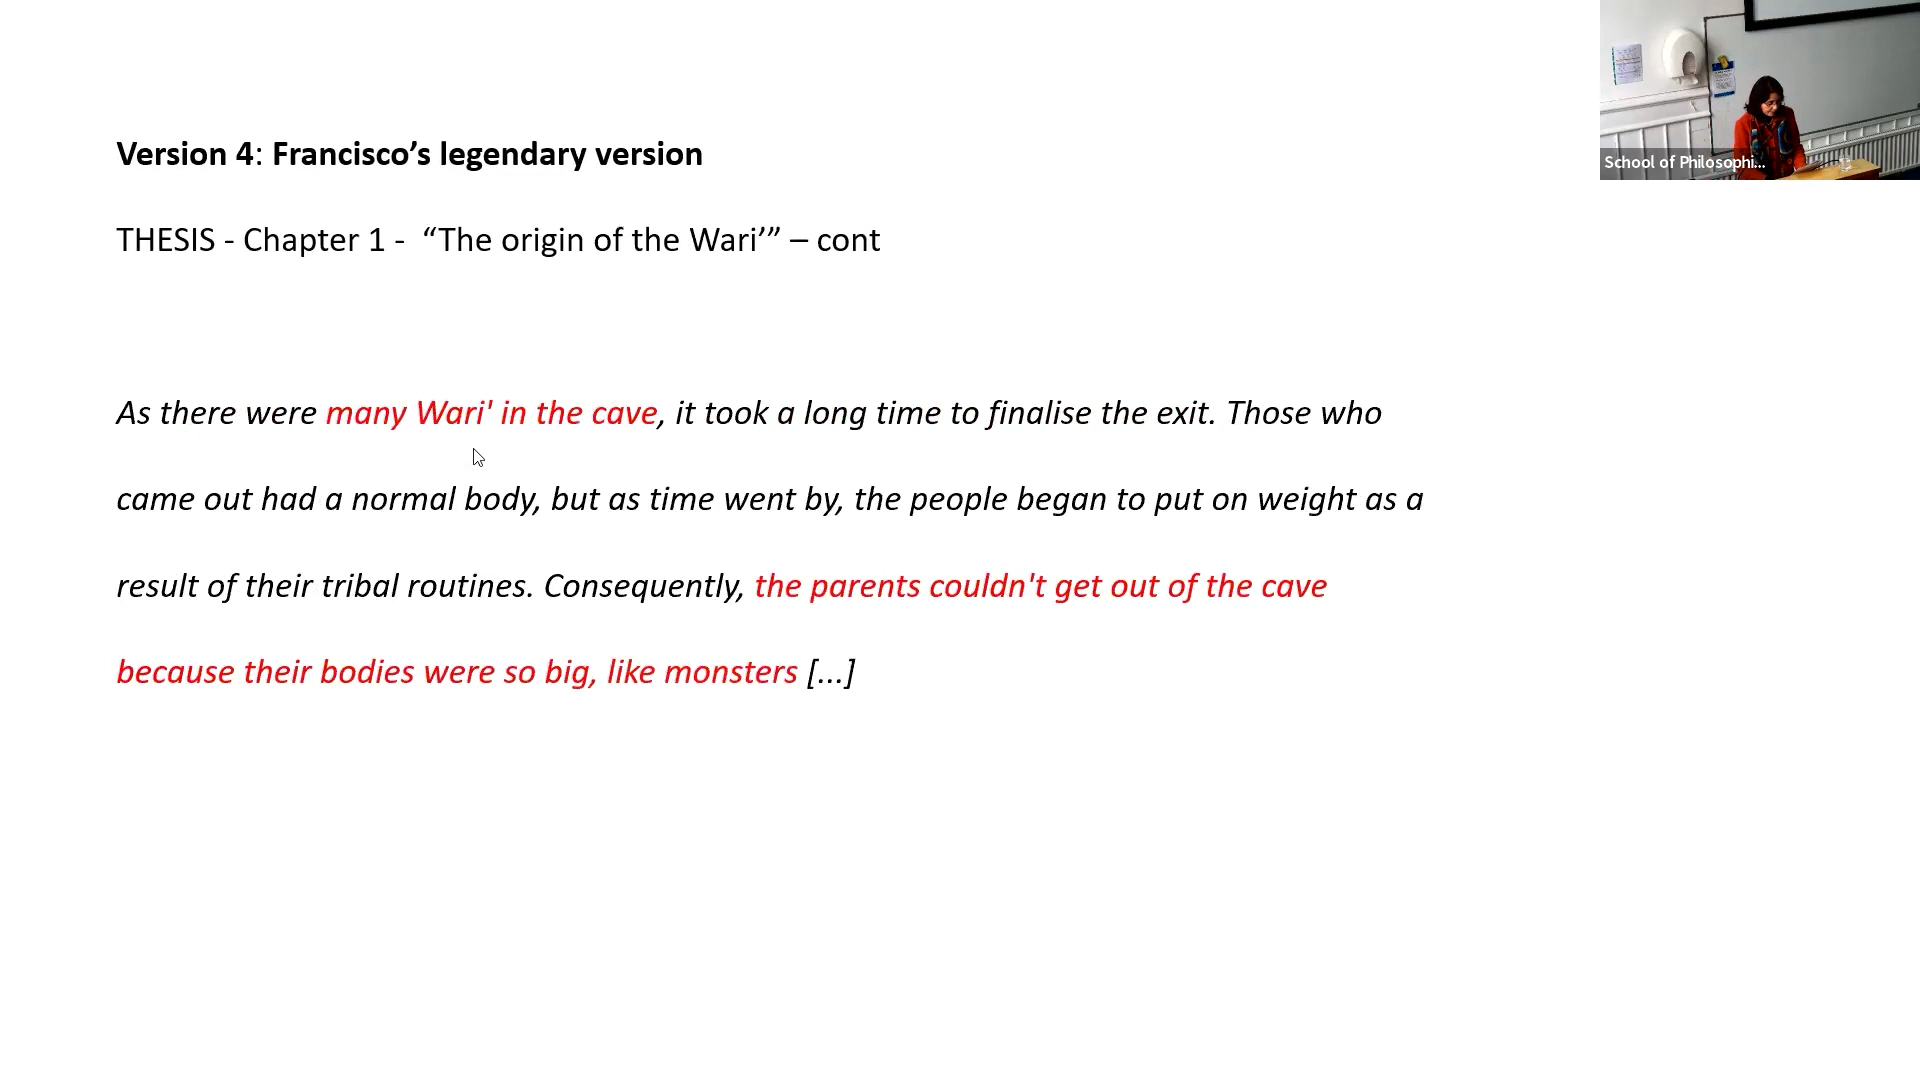 Version 4: Francisco’s legendary version
THESIS - Chapter 1 -  “The origin of the Wari’” – cont
As there were many Wari' in the cave, it took a long time to finalise the exit. Those who
came out had a normal body, but as time went by, the people began to put on weight as a
result of their tribal routines. Consequently, the parents couldn't get out of the cave
because their bodies were so big, like monsters [...]
School of Philosophi...